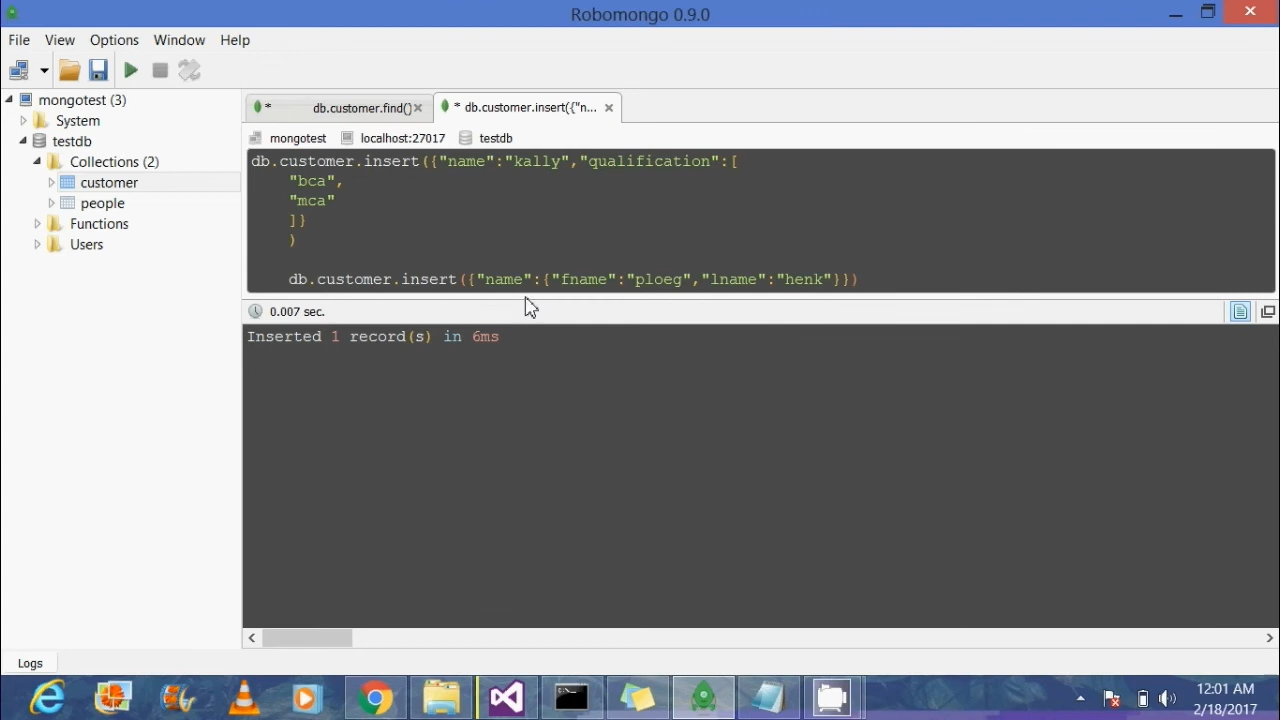 Robomongo 0.9.0
File View Options Window Help
mongotest (3)
System
testdb
Collections (2)
customer
people
Functions
Users
* db.customer.find()
* db.customer.insert({"n...
mongotest localhost:27017 testdb
db.customer.insert({"name":"kally","qualification":[
"bca",
"mca"
]}
)
db.customer.insert({"name":{"fname":"ploeg","lname":"henk"}})
0.007 sec.
Inserted 1 record(s) in 6ms
Logs
12:01 AM
2/18/2017